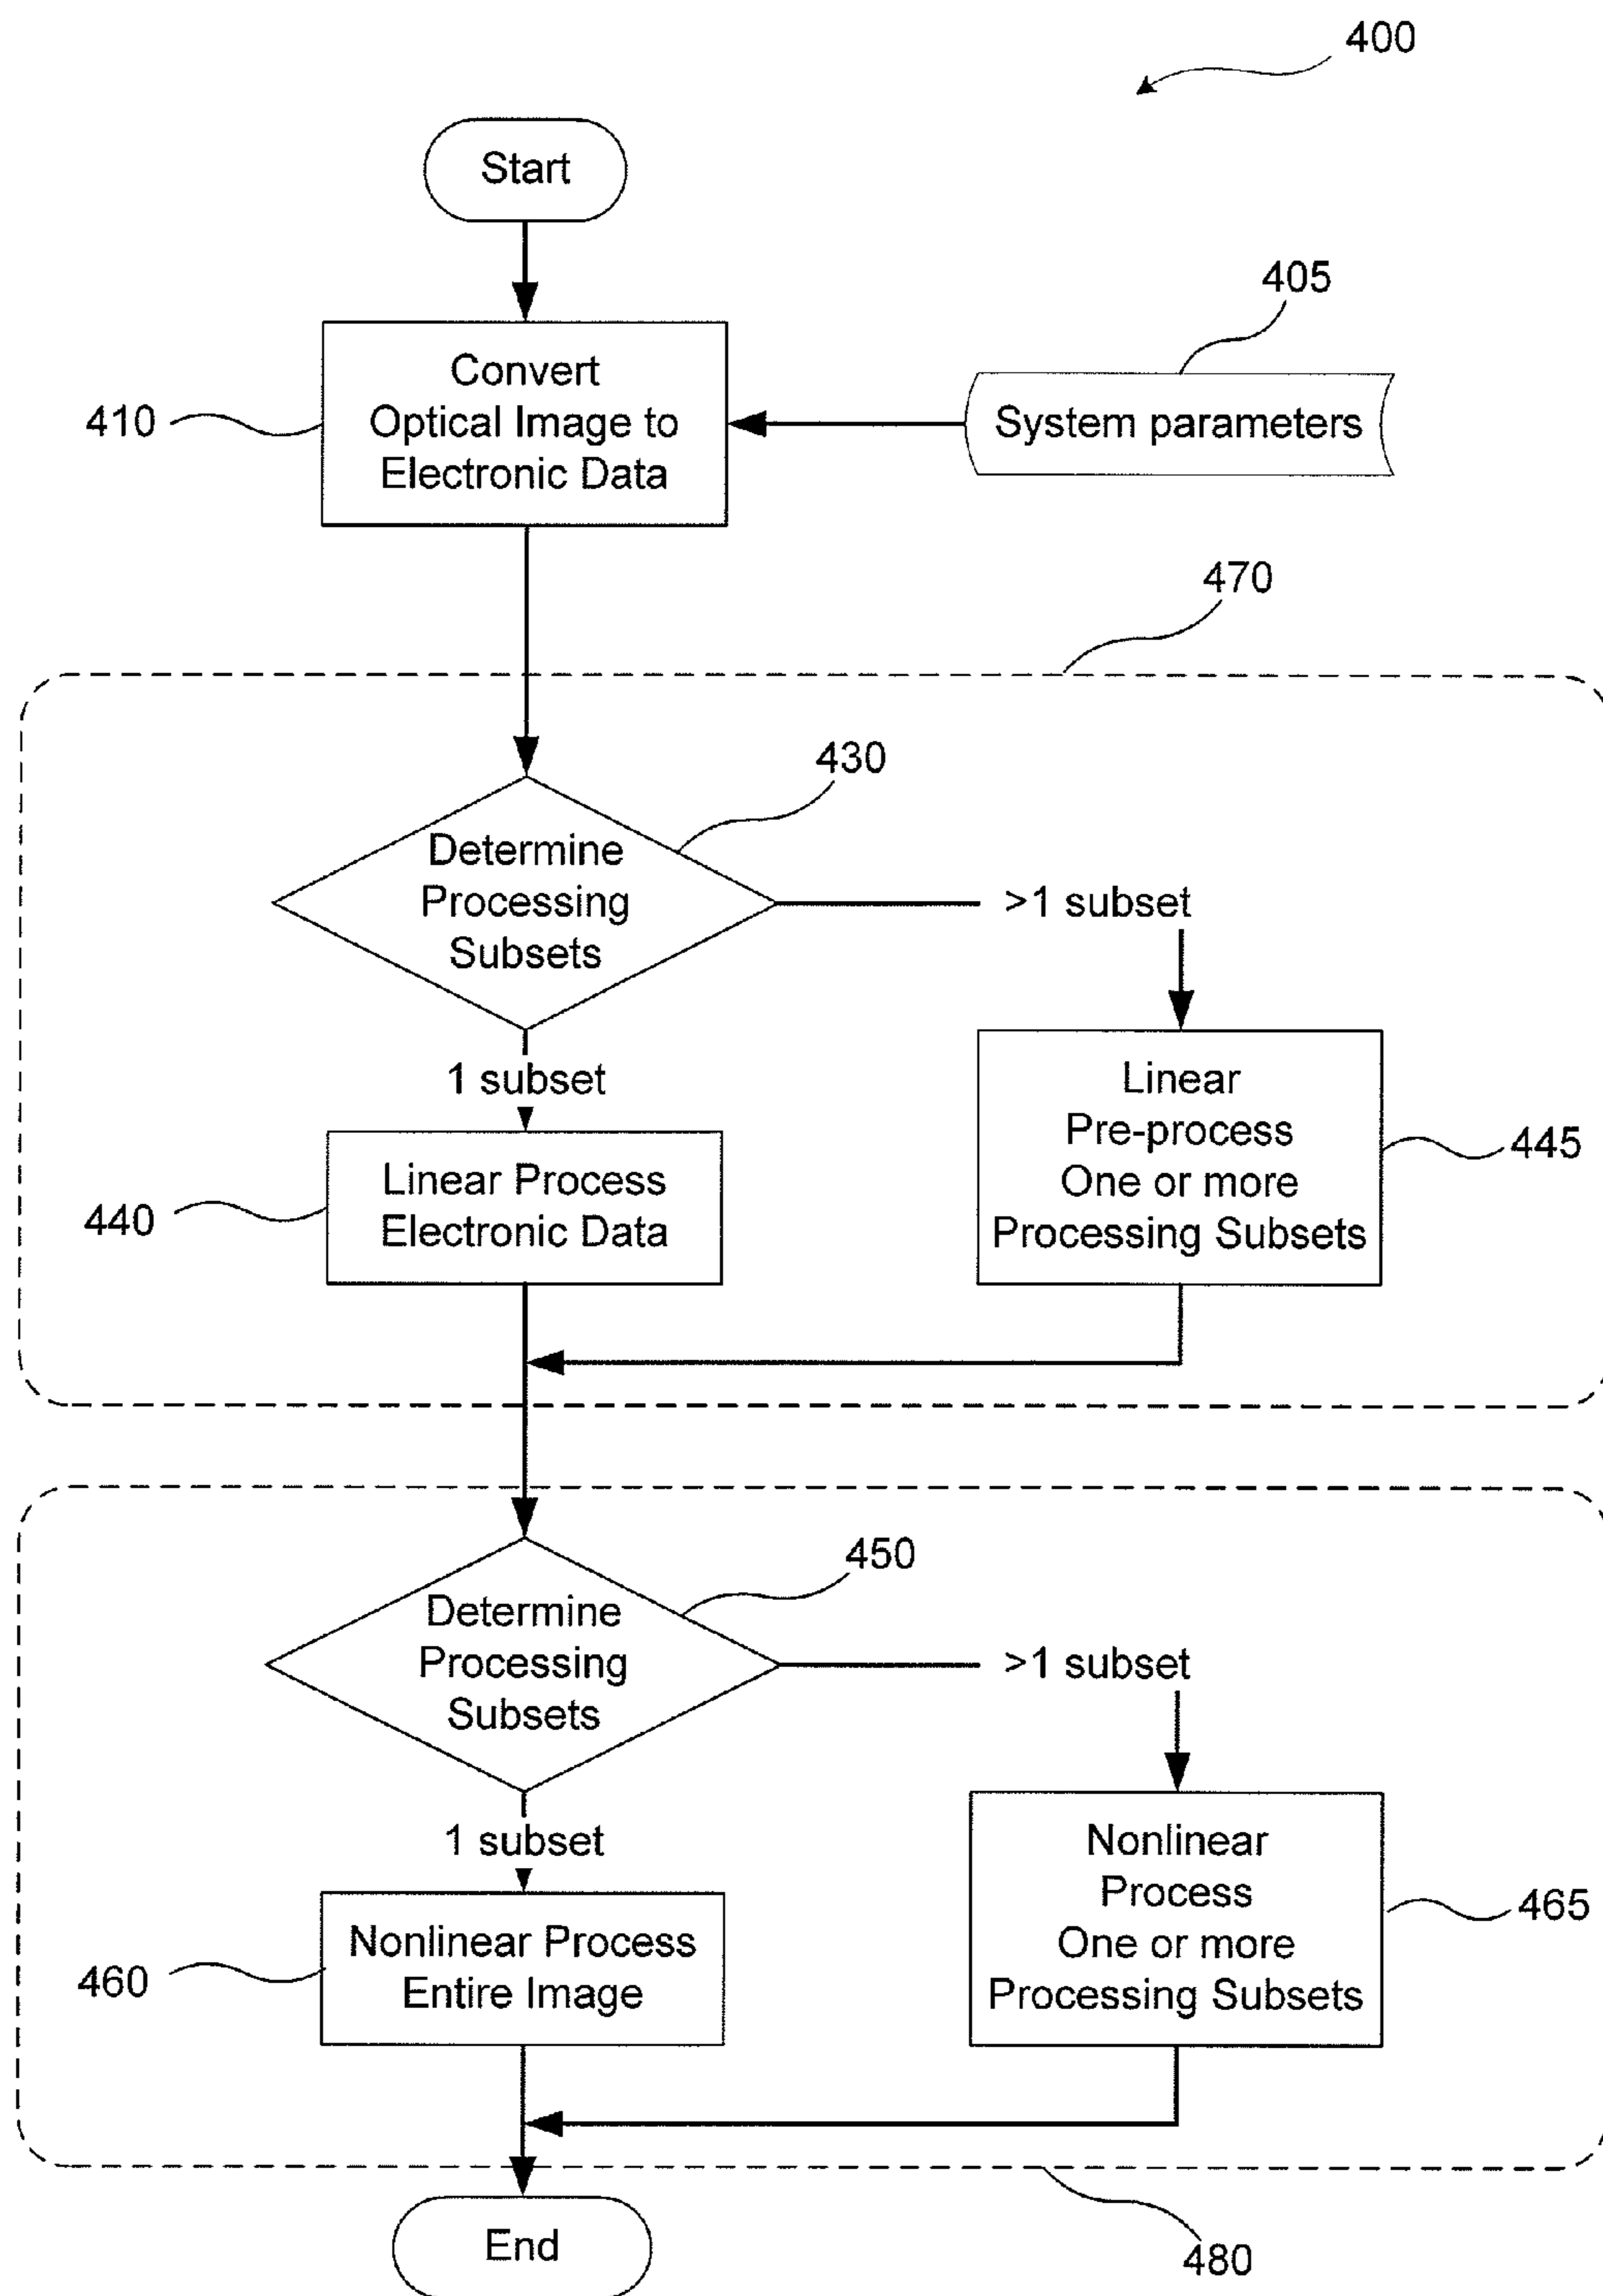 400
Start
405
Convert
Optical Image to
Electronic Data
410
System parameters
470
430
Determine
Processing
Subsets
>1 subset
1 subset
Linear
Pre-process
One or more
Processing Subsets
445
Linear Process
Electronic Data
440
450
Determine
Processing
Subsets
>1 subset
1 subset
Nonlinear
Process
One or more
Processing Subsets
465
Nonlinear Process
Entire Image
460
End
480